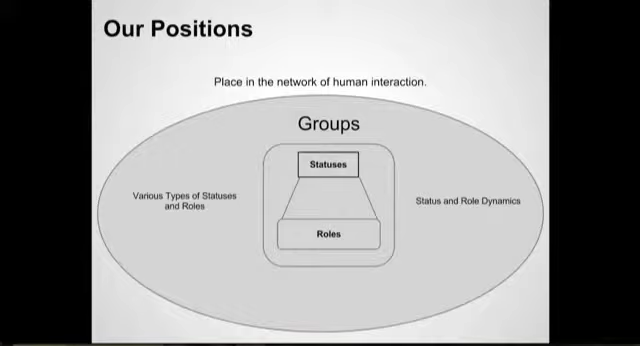 Our Positions
Place in the network of human interaction.
Groups
Statuses
Various Types of Statuses
and Roles
Status and Role Dynamics
Roles